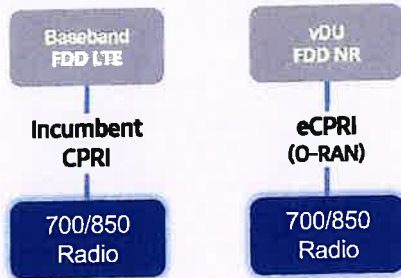 Baseband
FDD LTE
Incumbent
CPRI
700/850
Radio
vDU
FDD NR
eCPRI
(O-RAN)
700/850
Radio